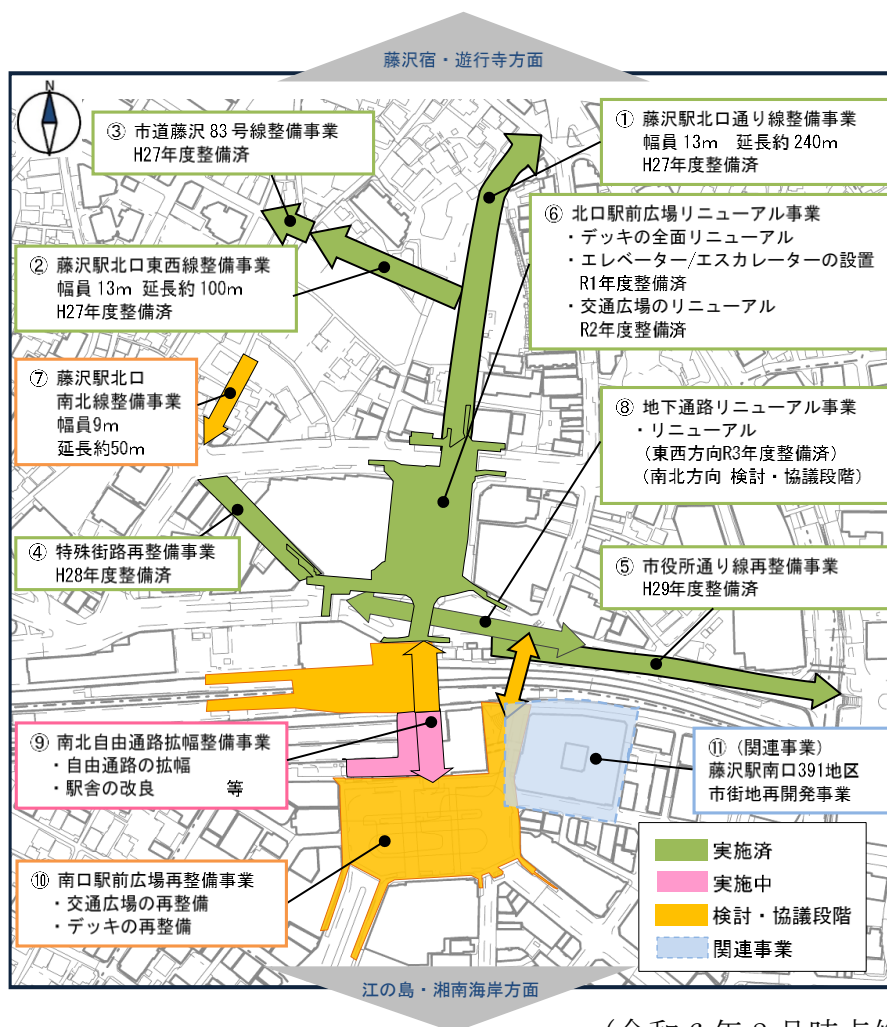 藤沢宿・遊行寺方面
N
③ 市道藤沢83号線整備事業
H27年度整備済
① 藤沢駅北口通り線整備事業
幅員13m 延長約240m
H27年度整備済
⑥ 北口駅前広場リニューアル事業
・デッキの全面リニューアル
・エレベーター/エスカレーターの設置
R1年度整備済
・交通広場のリニューアル
R2年度整備済
② 藤沢駅北口東西線整備事業
幅員13m 延長約100m
H27年度整備済
⑦ 藤沢駅北口
南北線整備事業
幅員9m
延長約50m
⑧ 地下通路リニューアル事業
・リニューアル
(東西方向R3年度整備済)
(南北方向 検討・協議段階)
④ 特殊街路再整備事業
H28年度整備済
⑤ 市役所通り線再整備事業
H29年度整備済
⑨ 南北自由通路拡幅整備事業
・自由通路の拡幅
・駅舎の改良 等
⑪ (関連事業)
藤沢駅南口391地区
市街地再開発事業
⑩ 南口駅前広場再整備事業
・交通広場の再整備
・デッキの再整備
実施済
実施中
検討・協議段階
関連事業
江の島・湘南海岸方面